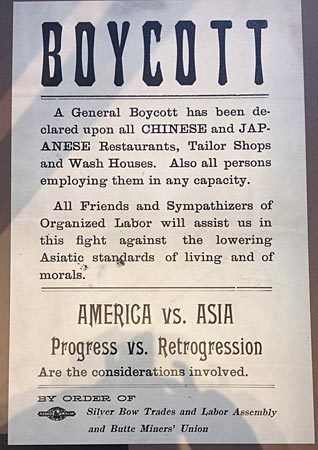 BOYCOTT
A General Boycott has been de-
clared upon all CHINESE and JAP-
ANESE Restaurants, Tailor Shops
and Wash Houses. Also all persons
employing them in any capacity.
All Friends and Sympathizers of
Organized Labor will assist us in
this fight against the lowering
Asiatic standards of living and of
morals.
AMERICA vs. ASIA
Progress vs. Retrogression
Are the considerations involved.
BY ORDER OF
Silver Bow Trades and Labor Assembly
and Butte Miners' Union